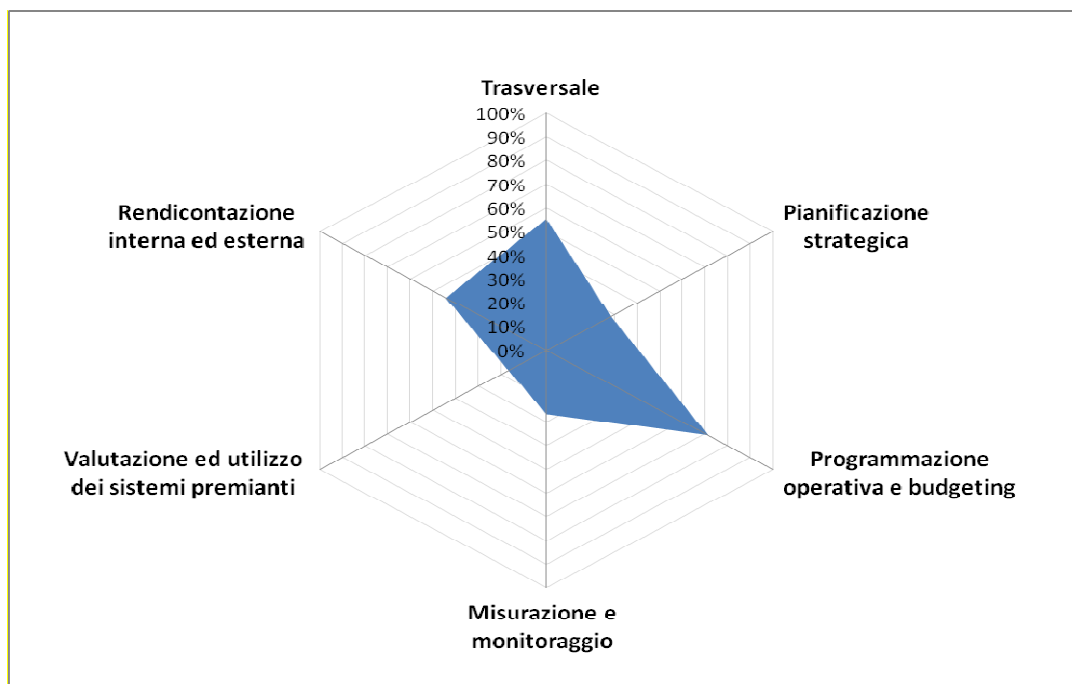 Trasversale
100%
90%
80%
70%
60%
50%
40%
30%
20%
10%
0%
Pianificazione
strategica
Programmazione
operativa e budgeting
Misurazione e
monitoraggio
Valutazione ed utilizzo
dei sistemi premianti
Rendicontazione
interna ed esterna